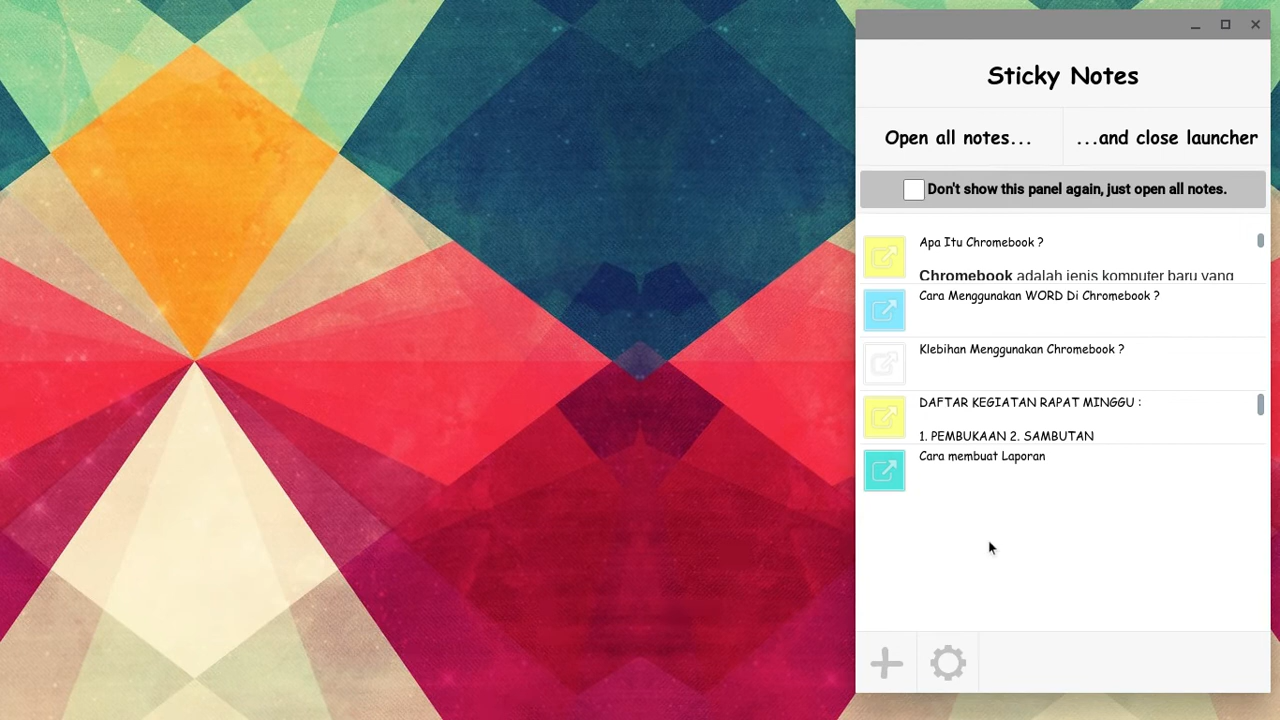 Sticky Notes
Open all notes...
...and close launcher
Don't show this panel again, just open all notes.
Apa Itu Chromebook ?
Chromebook adalah jenis komputer baru yang
Cara Menggunakan WORD Di Chromebook ?
Klebihan Menggunakan Chromebook ?
DAFTAR KEGIATAN RAPAT MINGGU :
1. PEMBUKAAN 2. SAMBUTAN
Cara membuat Laporan